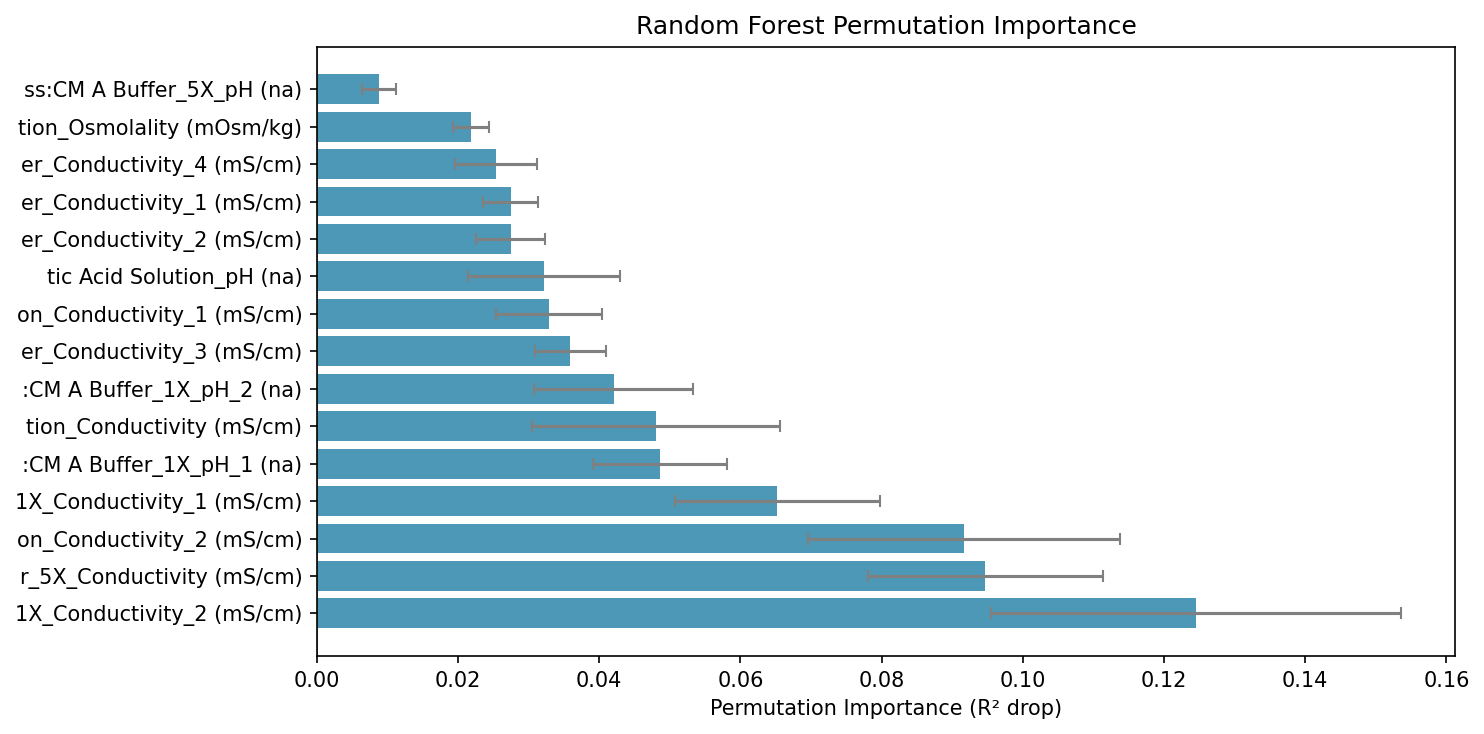 Random Forest Permutation Importance
ss:CM A Buffer_5X_pH (na)
tion_Osmolality (mOsm/kg)
er_Conductivity_4 (mS/cm)
er_Conductivity_1 (mS/cm)
er_Conductivity_2 (mS/cm)
tic Acid Solution_pH (na)
on_Conductivity_1 (mS/cm)
er_Conductivity_3 (mS/cm)
:CM A Buffer_1X_pH_2 (na)
tion_Conductivity (mS/cm)
:CM A Buffer_1X_pH_1 (na)
1X_Conductivity_1 (mS/cm)
on_Conductivity_2 (mS/cm)
r_5X_Conductivity (mS/cm)
1X_Conductivity_2 (mS/cm)
0.00 0.02 0.04 0.06 0.08 0.10 0.12 0.14 0.16
Permutation Importance (R² drop)